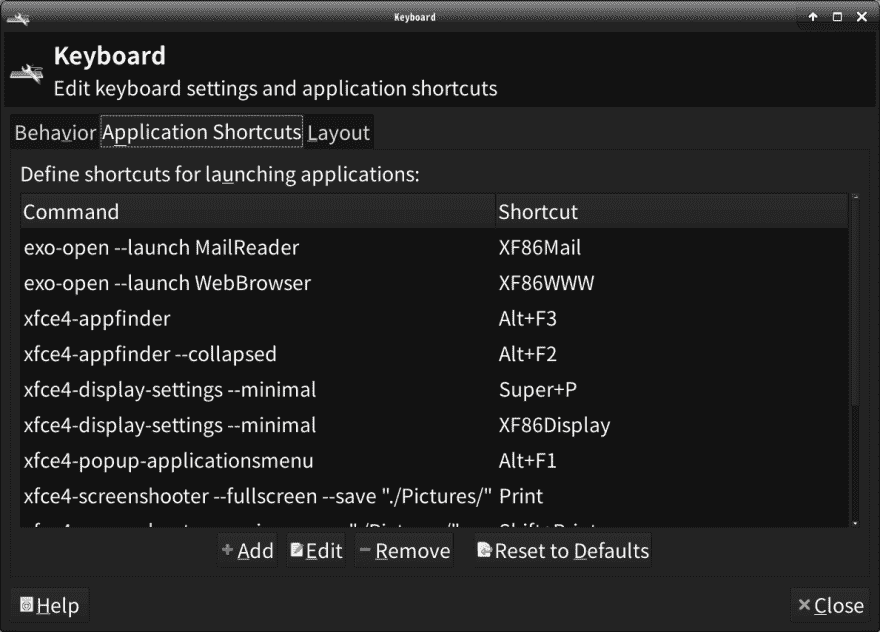 Keyboard
Keyboard
Edit keyboard settings and application shortcuts
Behavior Application Shortcuts Layout
Define shortcuts for launching applications:
Command Shortcut
exo-open --launch MailReader XF86Mail
exo-open --launch WebBrowser XF86WWW
xfce4-appfinder Alt+F3
xfce4-appfinder --collapsed Alt+F2
xfce4-display-settings --minimal Super+P
xfce4-display-settings --minimal XF86Display
xfce4-popup-applicationsmenu Alt+F1
xfce4-screenshooter --fullscreen --save "./Pictures/" Print
Add Edit Remove Reset to Defaults
Help Close